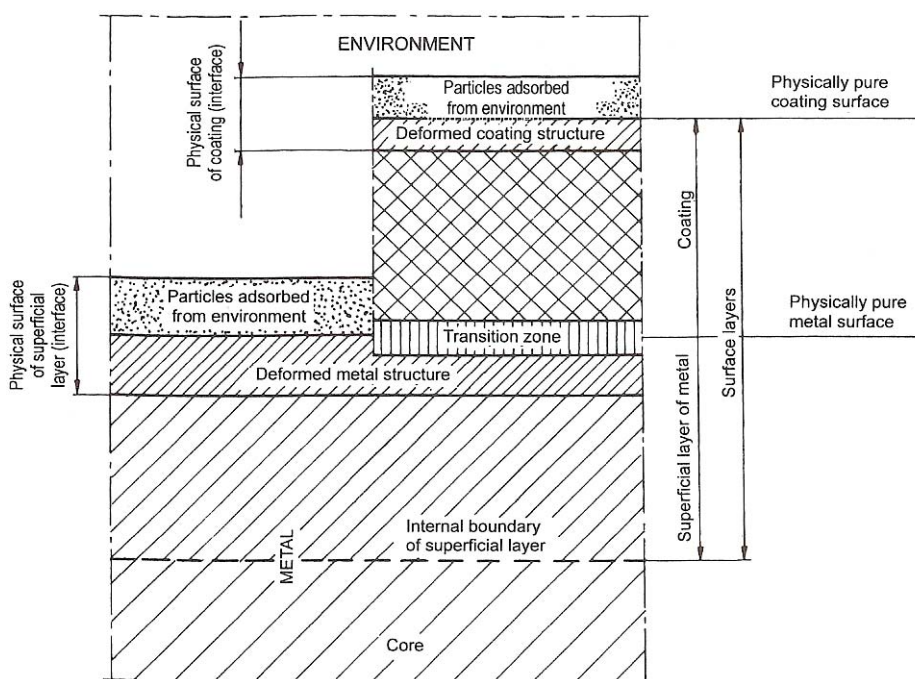 ENVIRONMENT
Physical surface
of coating (interface)
Particles adsorbed
from environment
Deformed coating structure
Physically pure
coating surface
Coating
Surface layers
Physical surface
of superficial
layer (interface)
Particles adsorbed
from environment
Transition zone
Physically pure
metal surface
Deformed metal structure
Superficial layer of metal
Internal boundary
of superficial layer
METAL
Core